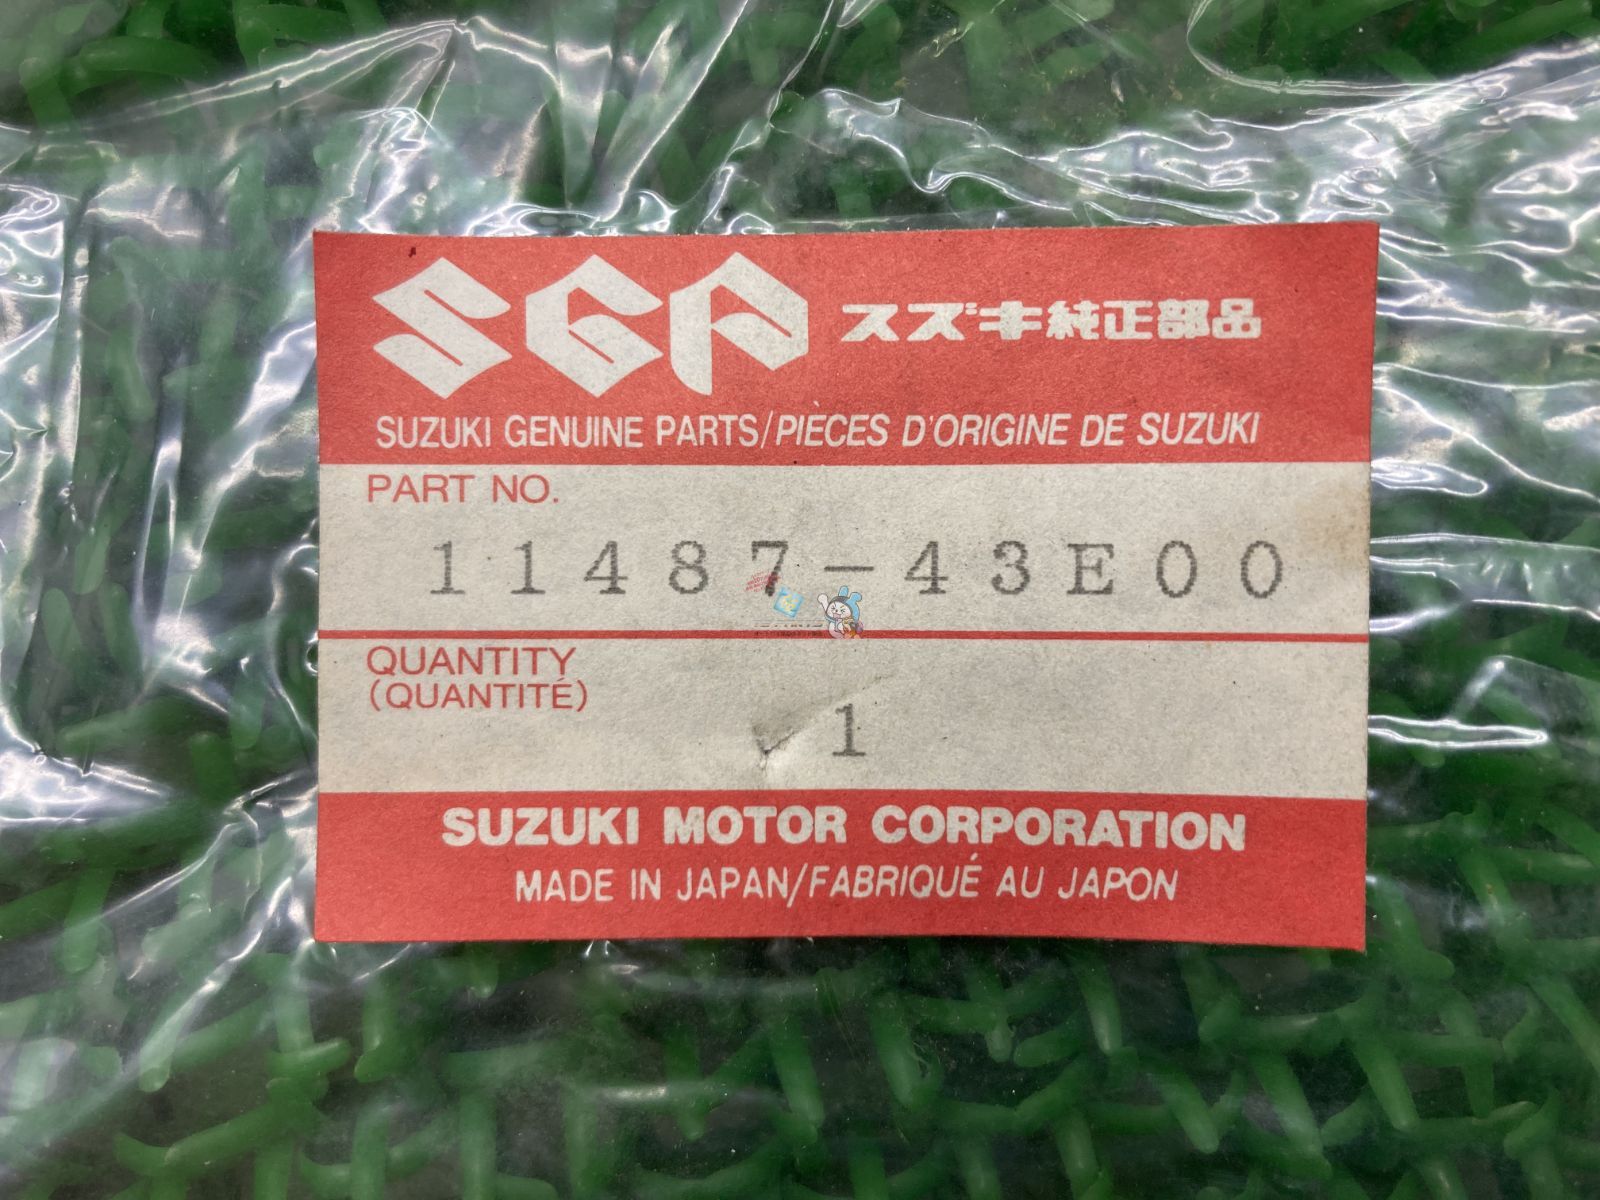 SGP スズキ純正部品
SUZUKI GENUINE PARTS/PIÈCES D'ORIGINE DE SUZUKI
PART NO.
11487-43E00
QUANTITY
(QUANTITÉ)
1
SUZUKI MOTOR CORPORATION
MADE IN JAPAN/FABRIQUÉ AU JAPON